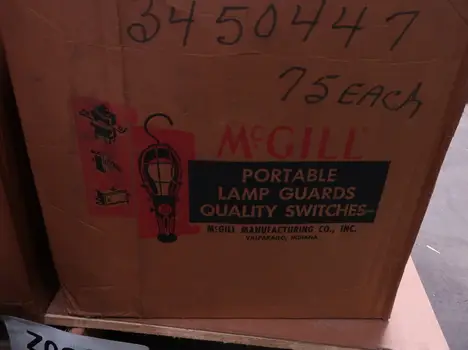 3450447
75 EACH
McGILL
PORTABLE
LAMP GUARDS
QUALITY SWITCHES
McGILL MANUFACTURING CO., INC.
VALPARAISO, INDIANA